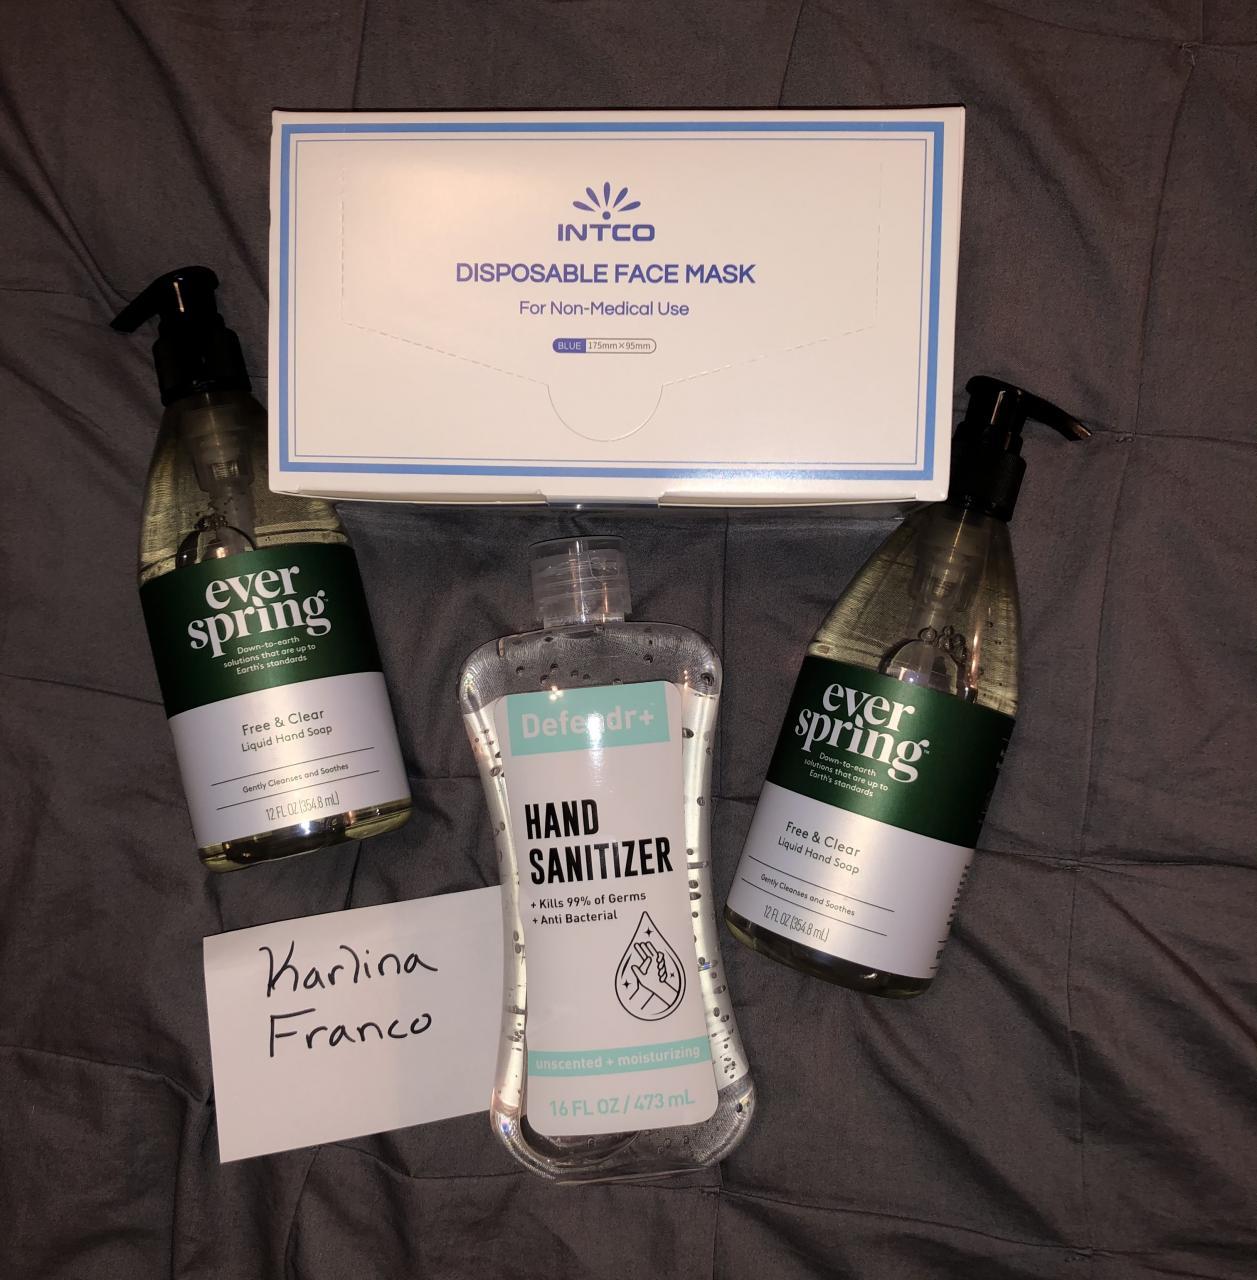 INTCO
DISPOSABLE FACE MASK
For Non-Medical Use
BLUE 175mm×95mm
ever
spring™
Down-to-earth
solutions that are up to
Earth's standards
Free & Clear
Liquid Hand Soap
Gently Cleanses and Soothes
12 FL OZ (354.8 mL)
Defendr+
HAND
SANITIZER
+ Kills 99% of Germs
+ Anti Bacterial
unscented + moisturizing
16 FL OZ / 473 mL
ever
spring™
Down-to-earth
solutions that are up to
Earth's standards
Free & Clear
Liquid Hand Soap
Gently Cleanses and Soothes
12 FL OZ (354.8 mL)
Karlina
Franco